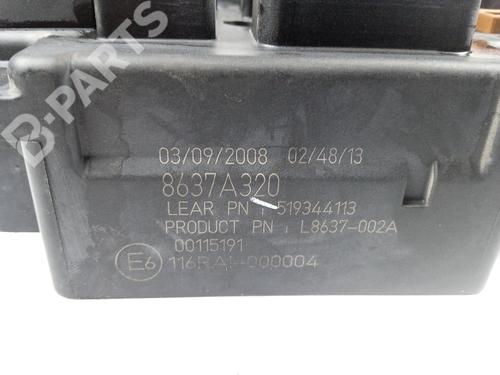 B-PARTS
03/09/2008 02/48/13
8637A320
LEAR PN : 519344113
PRODUCT PN : L8637-002A
00115191
E6 116RAI-000004